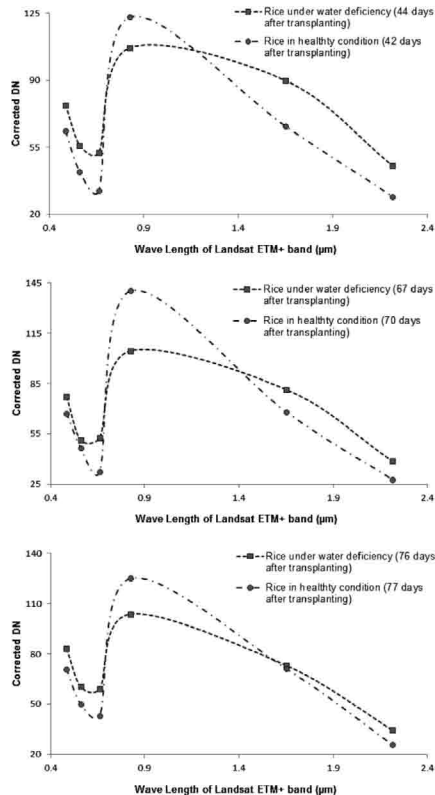 125
90
55
20
Corrected DN
Rice under water deficiency (44 days
after transplanting)
Rice in healthty condition (42 days
after transplanting)
0.4
0.9
1.4
1.9
2.4
Wave Length of Landsat ETM+ band (µm)
145
115
85
55
25
Corrected DN
Rice under water deficiency (67 days
after transplanting)
Rice in healthty condition (70 days
after transplanting)
0.4
0.9
1.4
1.9
2.4
Wave Length of Landsat ETM+ band (µm)
140
110
80
50
20
Corrected DN
Rice under water deficiency (76 days
after transplanting)
Rice in healthty condition (77 days
after transplanting)
0.4
0.9
1.4
1.9
2.4
Wave Length of Landsat ETM+ band (µm)